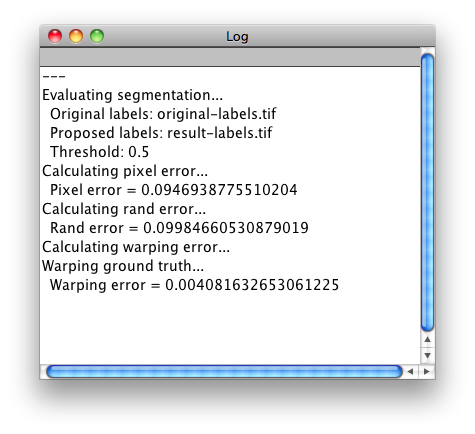 Log
---
Evaluating segmentation...
Original labels: original-labels.tif
Proposed labels: result-labels.tif
Threshold: 0.5
Calculating pixel error...
Pixel error = 0.0946938775510204
Calculating rand error...
Rand error = 0.09984660530879019
Calculating warping error...
Warping ground truth...
Warping error = 0.004081632653061225